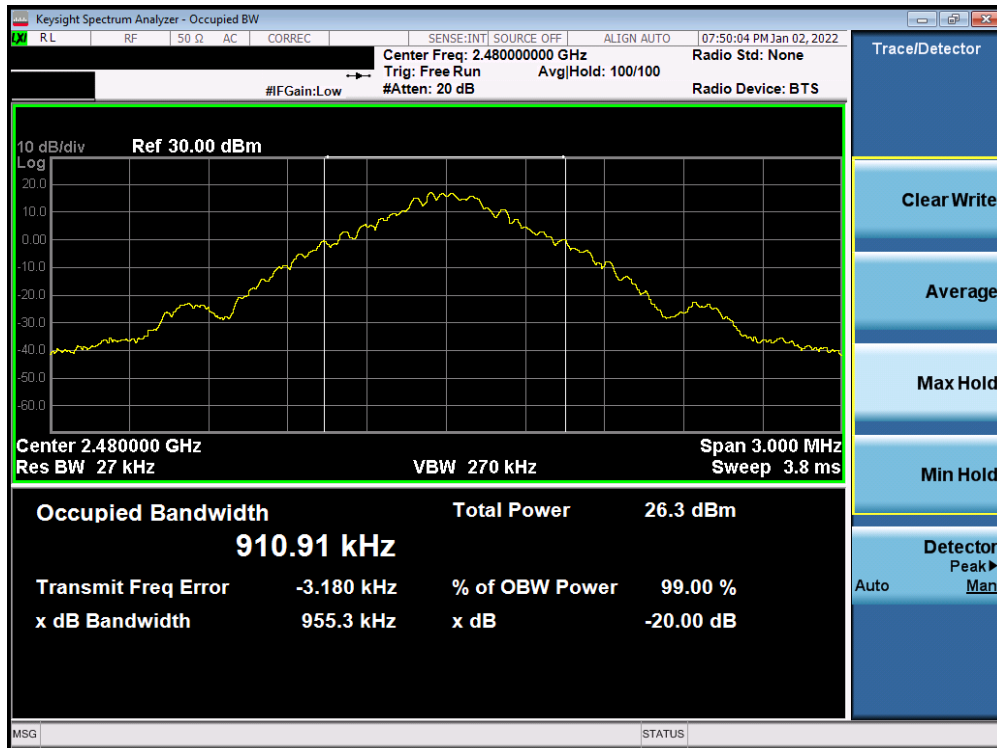 Keysight Spectrum Analyzer - Occupied BW
LXI RL RF 50 Ω AC CORREC SENSE:INT SOURCE OFF ALIGN AUTO 07:50:04 PM Jan 02, 2022
Center Freq: 2.480000000 GHz Radio Std: None
Trig: Free Run Avg|Hold: 100/100
#IFGain:Low #Atten: 20 dB Radio Device: BTS
Trace/Detector
10 dB/div Ref 30.00 dBm
Log
20.0
10.0
0.00
-10.0
-20.0
-30.0
-40.0
-50.0
-60.0
Center 2.480000 GHz Span 3.000 MHz
Res BW 27 kHz VBW 270 kHz Sweep 3.8 ms
Occupied Bandwidth Total Power 26.3 dBm
910.91 kHz
Transmit Freq Error -3.180 kHz % of OBW Power 99.00 %
x dB Bandwidth 955.3 kHz x dB -20.00 dB
Clear Write
Average
Max Hold
Min Hold
Detector
Peak▶
Auto Man
MSG STATUS